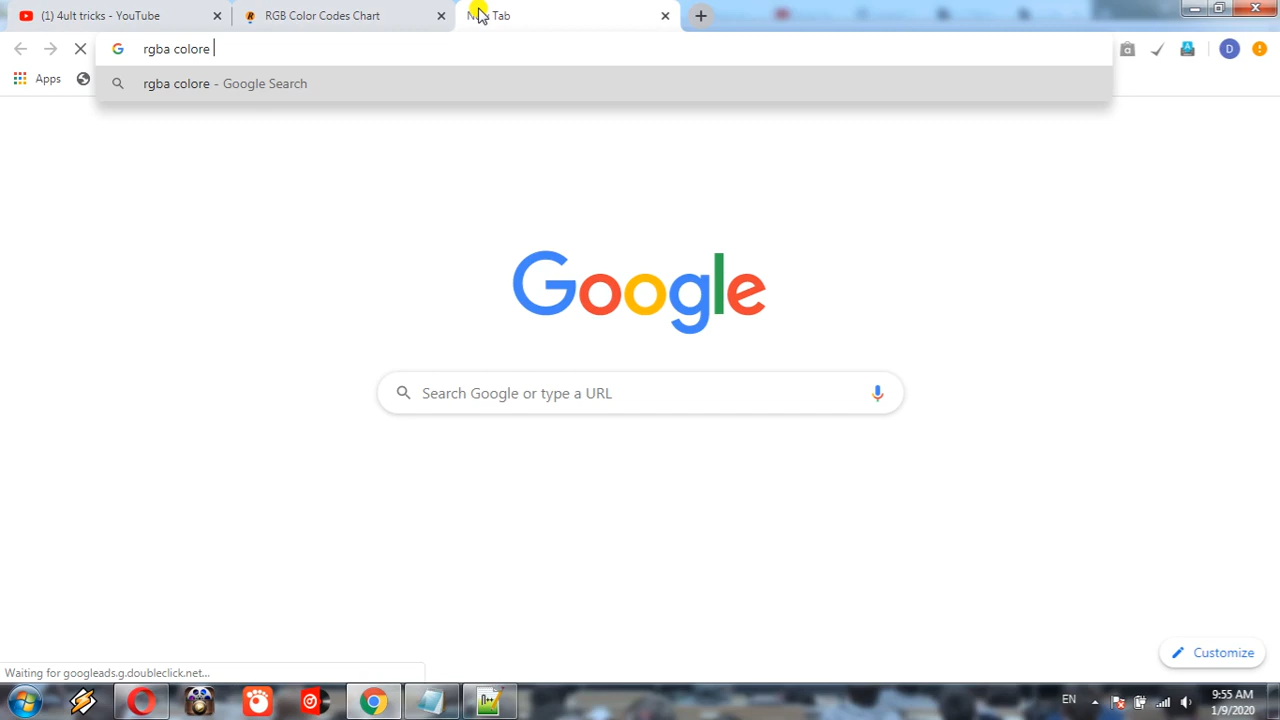 (1) 4ult tricks - YouTube
RGB Color Codes Chart
Tab
rgba colore
Apps
rgba colore - Google Search
D
Google
Search Google or type a URL
Customize
Waiting for googleads.g.doubleclick.net...
EN
9:55 AM
1/9/2020